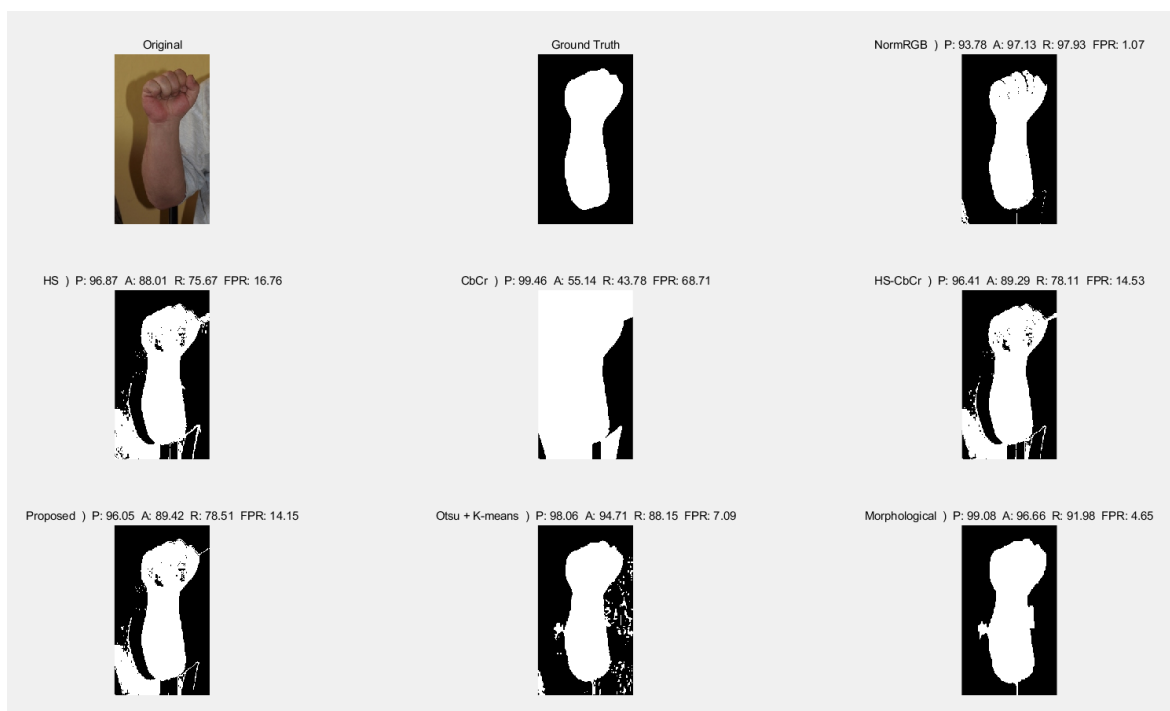 Original
Ground Truth
NormRGB ) P: 93.78 A: 97.13 R: 97.93 FPR: 1.07
HS ) P: 96.87 A: 88.01 R: 75.67 FPR: 16.76
CbCr ) P: 99.46 A: 55.14 R: 43.78 FPR: 68.71
HS-CbCr ) P: 96.41 A: 89.29 R: 78.11 FPR: 14.53
Proposed ) P: 96.05 A: 89.42 R: 78.51 FPR: 14.15
Otsu + K-means ) P: 98.06 A: 94.71 R: 88.15 FPR: 7.09
Morphological ) P: 99.08 A: 96.66 R: 91.98 FPR: 4.65